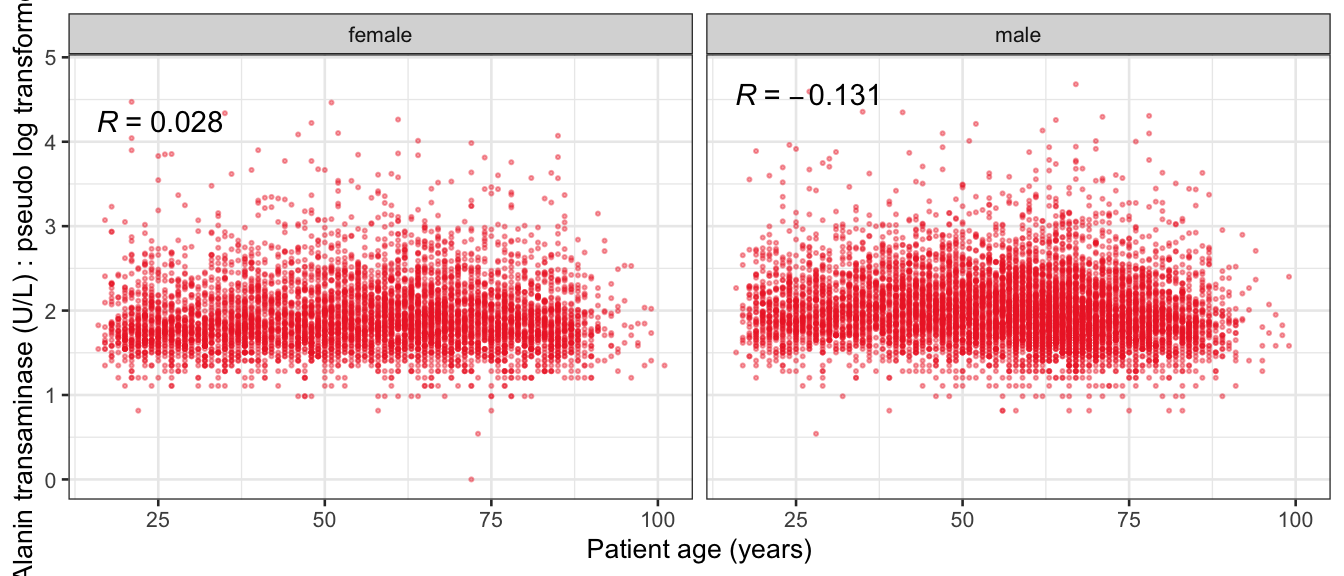 female
male
Alanin transaminase (U/L) : pseudo log transforme
5
4
3
2
1
0
R = 0.028
R = −0.131
25
50
75
100
25
50
75
100
Patient age (years)